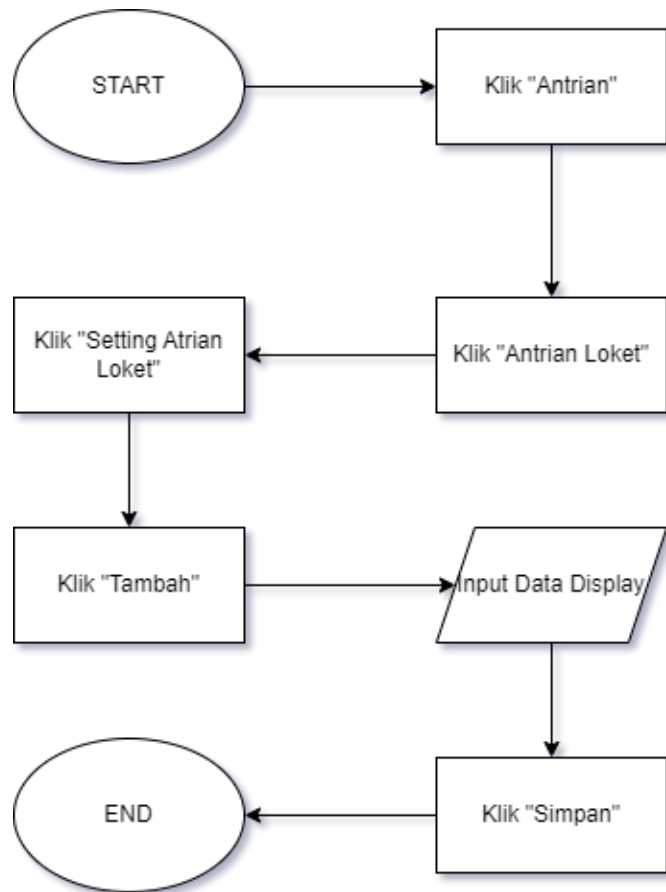 START
Klik "Antrian"
Klik "Antrian Loket"
Klik "Setting Atrian
Loket"
Klik "Tambah"
Input Data Display
Klik "Simpan"
END